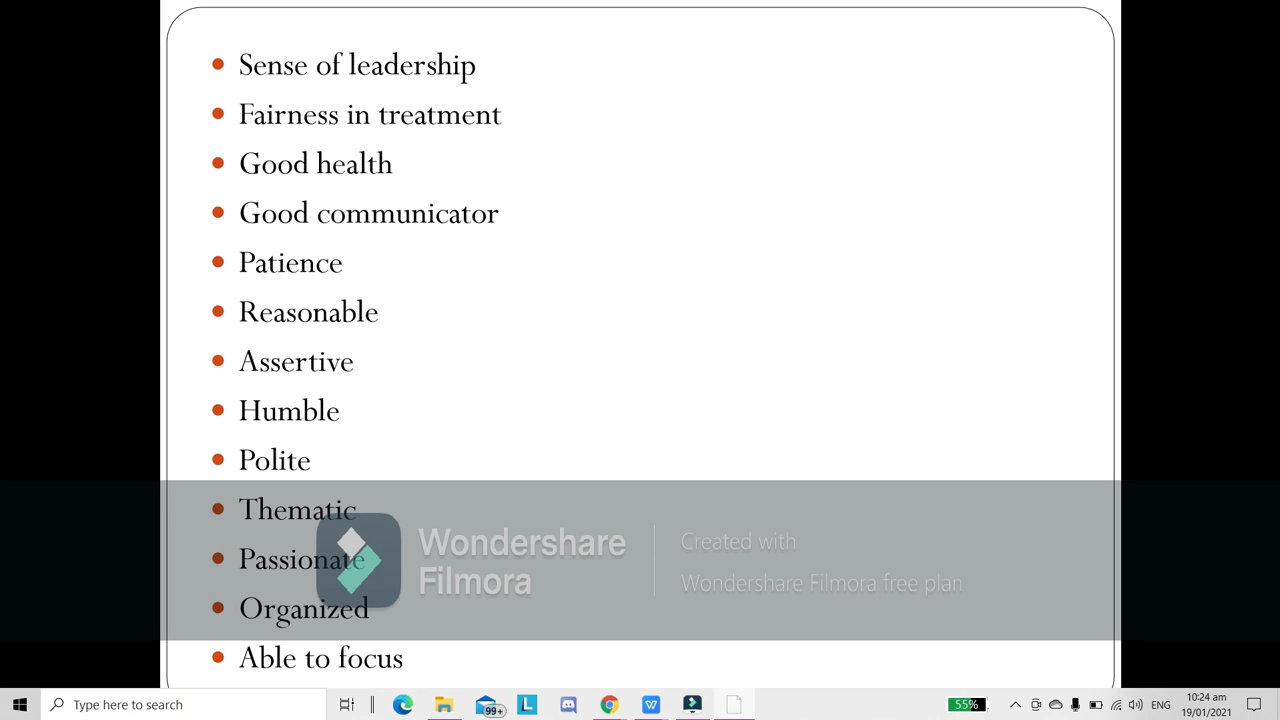 Sense of leadership
Fairness in treatment
Good health
Good communicator
Patience
Reasonable
Assertive
Humble
Polite
Thematic
Passionate
Organized
Able to focus
Wondershare
Filmora
Created with
Wondershare Filmora free plan
Type here to search
99+
L
W
55%
ENG
10:24 am
19/01/2021